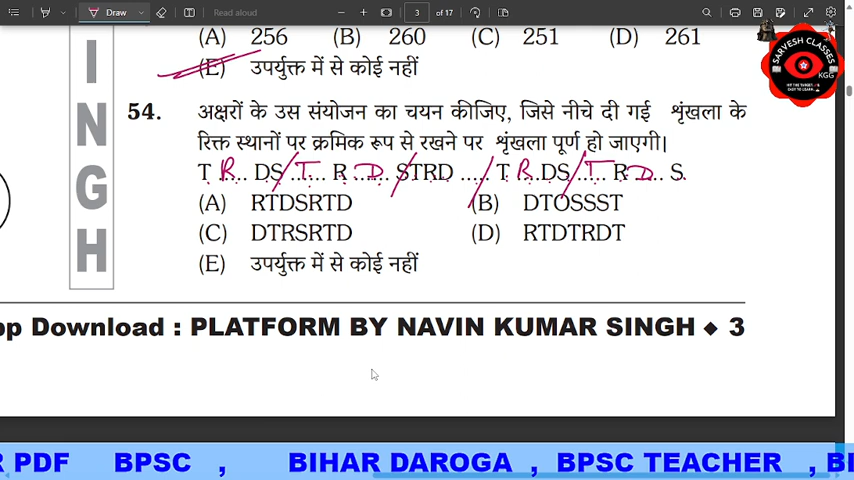 Draw
Read aloud
3 of 17
(A) 256 (B) 260 (C) 251 (D) 261
(E) उपर्युक्त में से कोई नहीं
SARVESH CLASSES
KGG
INGH
54. अक्षरों के उस संयोजन का चयन कीजिए, जिसे नीचे दी गई शृंखला के
रिक्त स्थानों पर क्रमिक रूप से रखने पर शृंखला पूर्ण हो जाएगी।
T .R... DS / ..T... R ..D... / STRD ..... / T .R... DS / ..T... R ..D... S
(A) RTDSRTD (B) DTOSSST
(C) DTRSRTD (D) RTDTRDT
(E) उपर्युक्त में से कोई नहीं
pp Download : PLATFORM BY NAVIN KUMAR SINGH ◆ 3
R PDF BPSC , BIHAR DAROGA , BPSC TEACHER , BI